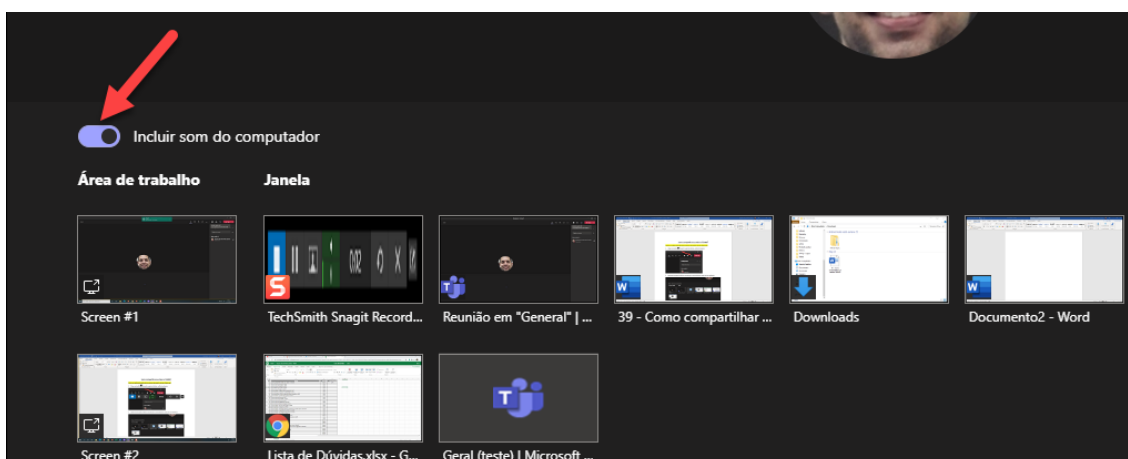 Incluir som do computador
Área de trabalho
Janela
Screen #1
TechSmith Snagit Record...
Reunião em "General" | ...
39 - Como compartilhar ...
Downloads
Documento2 - Word
Screen #2
Lista de Dúvidas.xlsx - G...
Geral (teste) | Microsoft ...